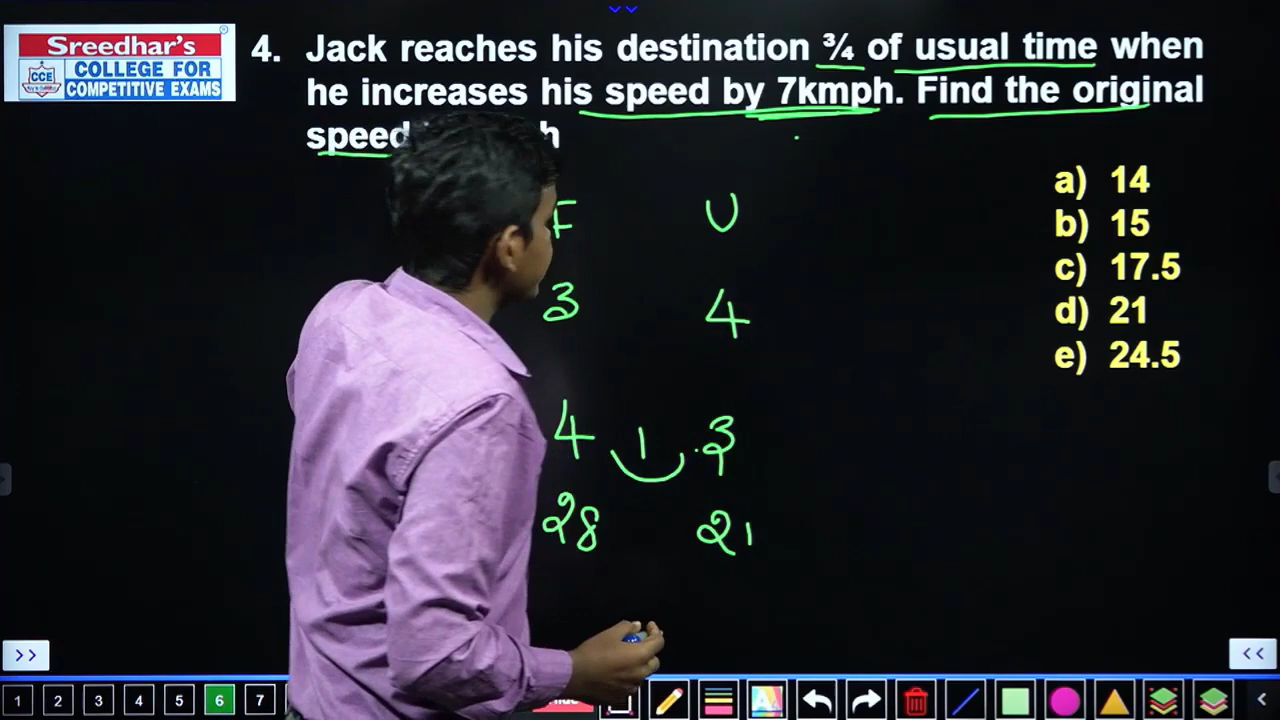 Sreedhar's
CCE
COLLEGE FOR
COMPETITIVE EXAMS
4. Jack reaches his destination ¾ of usual time when
he increases his speed by 7kmph. Find the original
speed h
a) 14
b) 15
c) 17.5
d) 21
e) 24.5
F U
3 4
4 1 3
28 21
>> <<
1 2 3 4 5 6 7